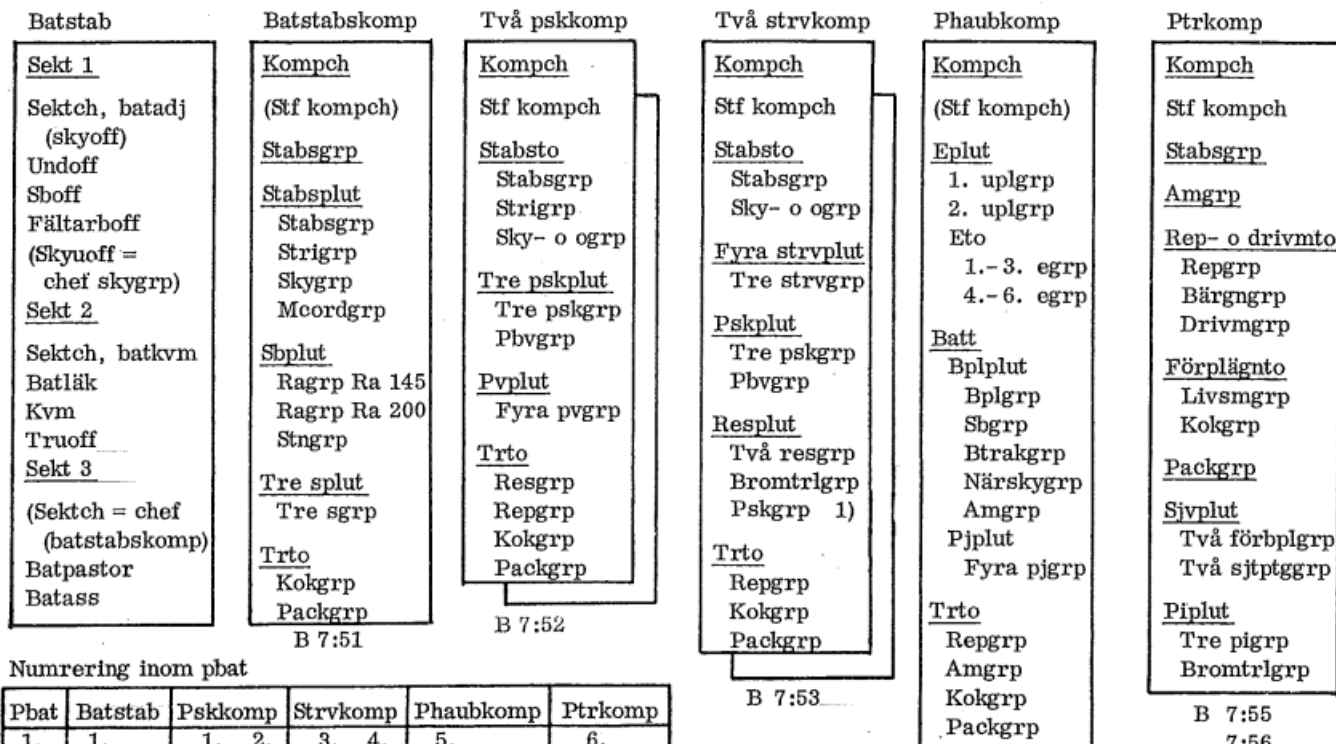 Batstab
Sekt 1
Sektch, batadj
(skyoff)
Undoff
Sboff
Fältarboff
(Skyuoff =
chef skygrp)
Sekt 2
Sektch, batkvm
Batläk
Kvm
Truoff
Sekt 3
(Sektch = chef
(batstabskomp)
Batpastor
Batass
Batstabskomp
Kompch
(Stf kompch)
Stabsgrp
Stabsplut
Stabsgrp
Strigrp
Skygrp
Mcordgrp
Sbplut
Ragrp Ra 145
Ragrp Ra 200
Stngrp
Tre splut
Tre sgrp
Trto
Kokgrp
Packgrp
B 7:51
Två pskkomp
Kompch
Stf kompch
Stabsto
Stabsgrp
Strigrp
Sky- o ogrp
Tre pskplut
Tre pskgrp
Pbvgrp
Pvplut
Fyra pvgrp
Trto
Resgrp
Repgrp
Kokgrp
Packgrp
B 7:52
Två strvkomp
Kompch
Stf kompch
Stabsto
Stabsgrp
Sky- o ogrp
Fyra strvplut
Tre strvgrp
Pskplut
Tre pskgrp
Pbvgrp
Resplut
Två resgrp
Bromtrlgrp
Pskgrp 1)
Trto
Repgrp
Kokgrp
Packgrp
B 7:53
Phaubkomp
Kompch
(Stf kompch)
Eplut
1. uplgrp
2. uplgrp
Eto
1.-3. egrp
4.-6. egrp
Batt
Bplplut
Bplgrp
Sbgrp
Btrakgrp
Närskygrp
Amgrp
Pjplut
Fyra pjgrp
Trto
Repgrp
Amgrp
Kokgrp
Packgrp
Ptrkomp
Kompch
Stf kompch
Stabsgrp
Amgrp
Rep- o drivmto
Repgrp
Bärgngrp
Drivmgrp
Förplägnto
Livsmgrp
Kokgrp
Packgrp
Sjvplut
Två förbplgrp
Två sjtptggrp
Piplut
Tre pigrp
Bromtrlgrp
B 7:55
7:56
Numrering inom pbat
Pbat Batstab Pskkomp Strvkomp Phaubkomp Ptrkomp
1. 1. 1. 2. 3. 4. 5. 6.